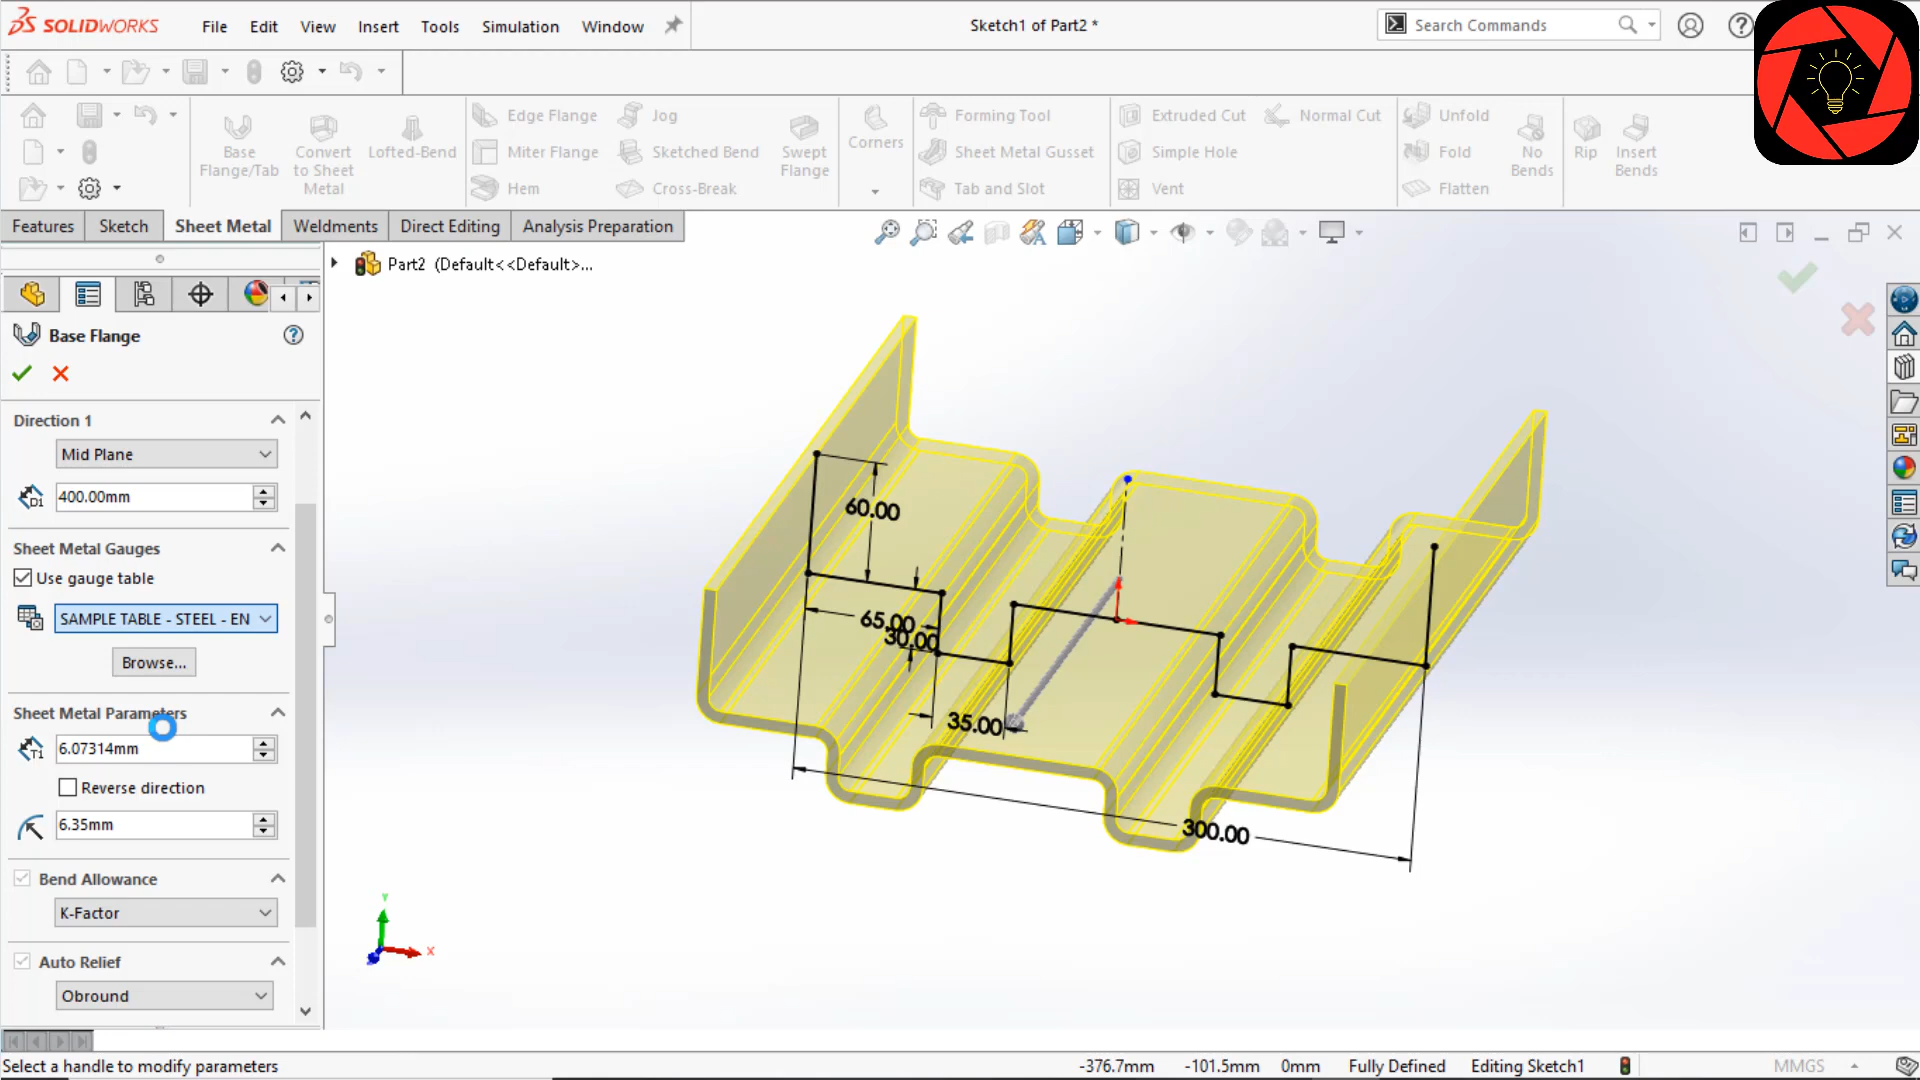 SOLIDWORKS
File Edit View Insert Tools Simulation Window
Sketch1 of Part2 *
Search Commands
Base Flange/Tab
Convert to Sheet Metal
Lofted-Bend
Edge Flange
Miter Flange
Hem
Jog
Sketched Bend
Cross-Break
Swept Flange
Corners
Forming Tool
Sheet Metal Gusset
Tab and Slot
Extruded Cut
Simple Hole
Vent
Normal Cut
Unfold
Fold
Flatten
No Bends
Rip
Insert Bends
Features Sketch Sheet Metal Weldments Direct Editing Analysis Preparation
Part2 (Default<<Default>...
Base Flange
Direction 1
Mid Plane
D1
400.00mm
Sheet Metal Gauges
Use gauge table
SAMPLE TABLE - STEEL - EN
Browse...
Sheet Metal Parameters
T1
6.07314mm
Reverse direction
6.35mm
Bend Allowance
K-Factor
Auto Relief
Obround
60.00
65.00
30.00
35.00
300.00
Y
X
Select a handle to modify parameters
-376.7mm -101.5mm 0mm Fully Defined Editing Sketch1 MMGS